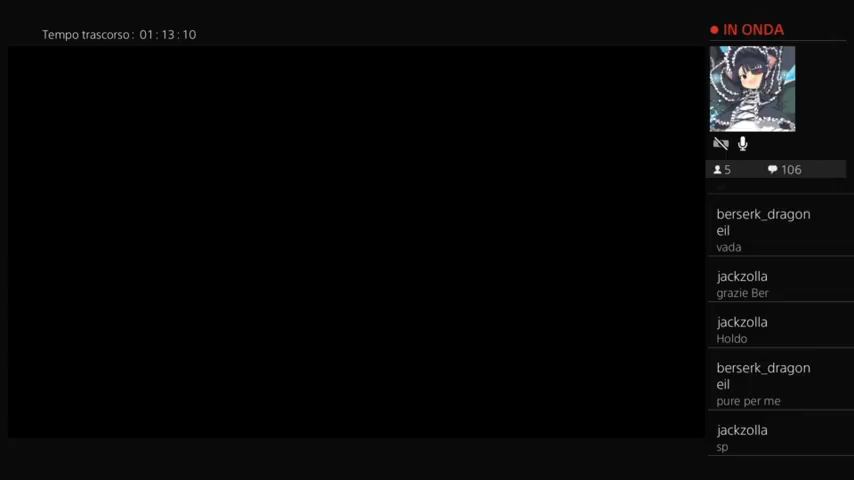 Tempo trascorso: 01:13:10
IN ONDA
5 106
berserk_dragon
eil
vada
jackzolla
grazie Ber
jackzolla
Holdo
berserk_dragon
eil
pure per me
jackzolla
sp